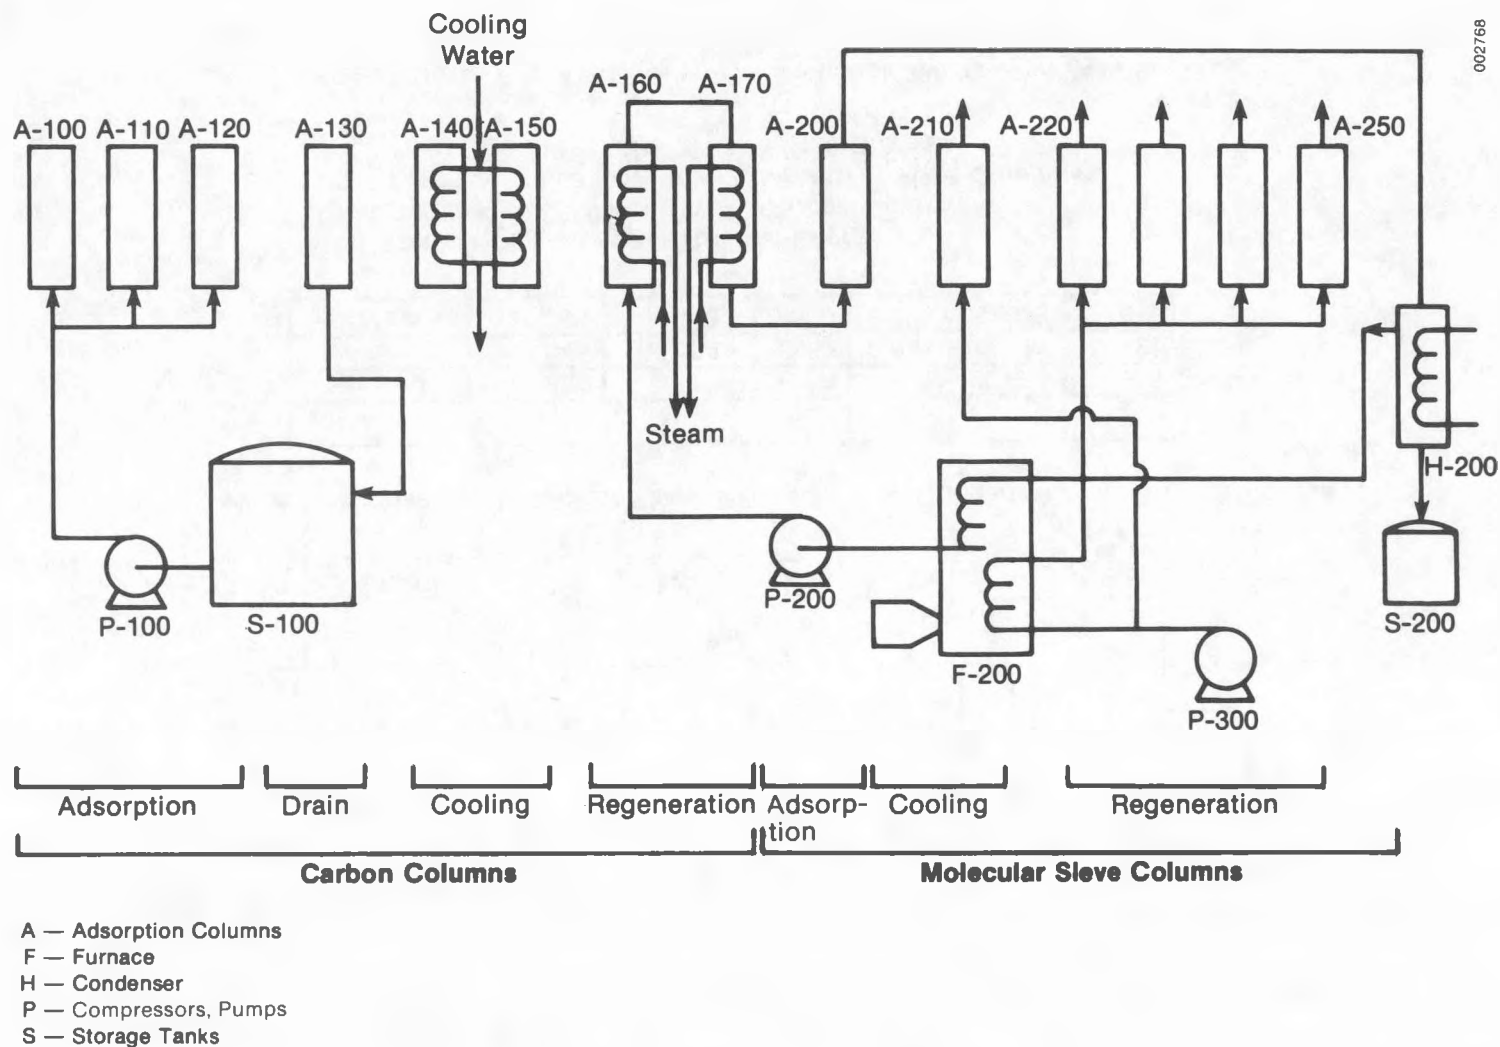 002768
Cooling
Water
A-160 A-170
A-100 A-110 A-120 A-130 A-140 A-150 A-200 A-210 A-220 A-250
Steam
H-200
P-100 S-100 P-200 F-200 S-200
P-300
Adsorption Drain Cooling Regeneration Adsorp-
tion Cooling Regeneration
Carbon Columns Molecular Sieve Columns
A — Adsorption Columns
F — Furnace
H — Condenser
P — Compressors, Pumps
S — Storage Tanks